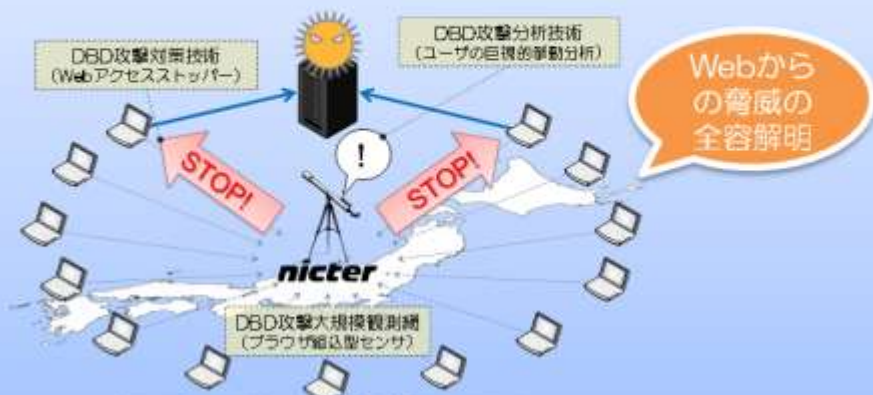 DBD攻撃対策技術
(Webアクセスストッパー)
DBD攻撃分析技術
(ユーザの巨視的挙動分析)
Webから
の脅威の
全容解明
!
STOP!
STOP!
nicter
DBD攻撃大規模観測網
(ブラウザ組込型センサ)